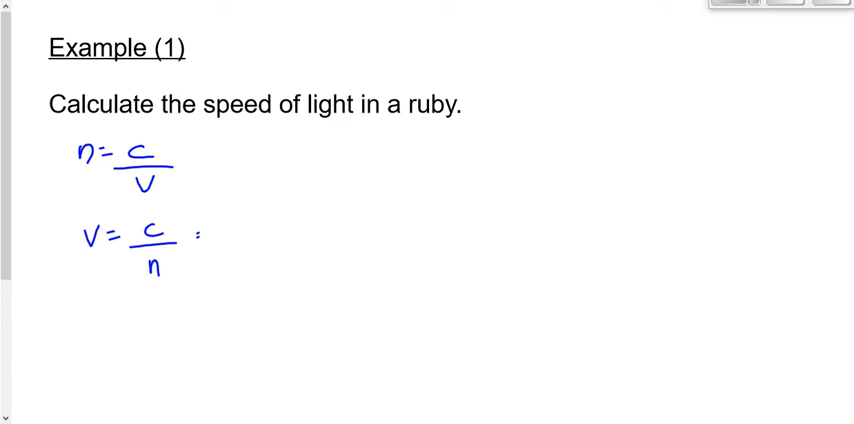 Example (1)
Calculate the speed of light in a ruby.
n = c / v
v = c / n =